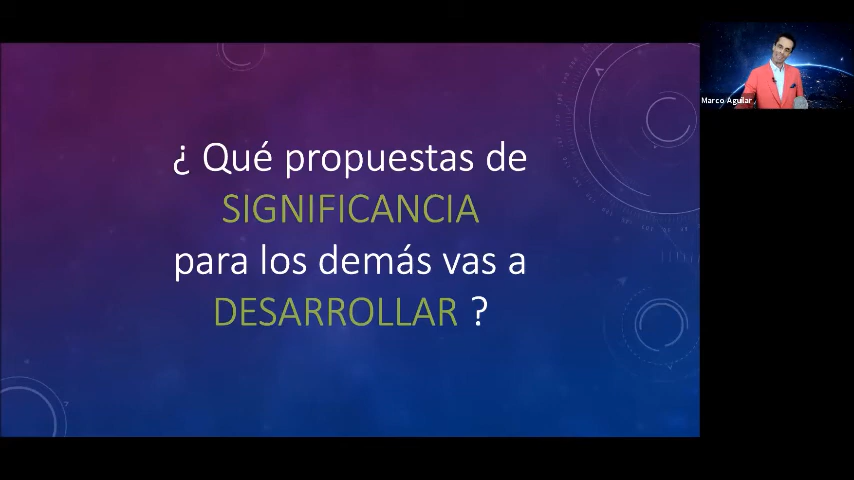 ¿ Qué propuestas de
SIGNIFICANCIA
para los demás vas a
DESARROLLAR ?
Marco Aguilar